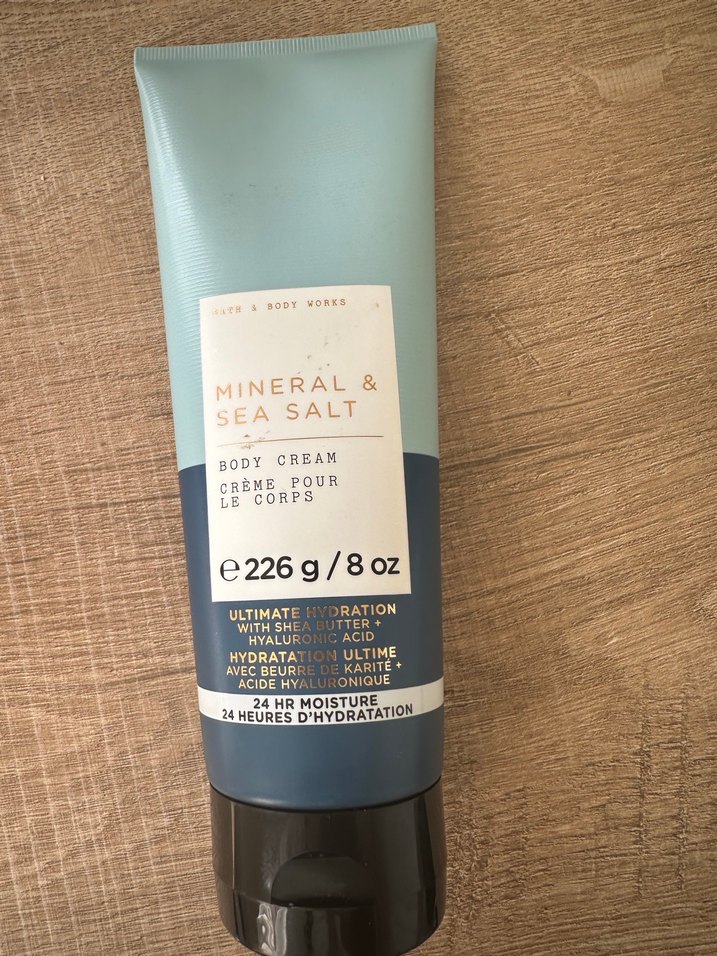 BATH & BODY WORKS
MINERAL &
SEA SALT
BODY CREAM
CRÈME POUR
LE CORPS
℮ 226 g / 8 oz
ULTIMATE HYDRATION
WITH SHEA BUTTER +
HYALURONIC ACID
HYDRATATION ULTIME
AVEC BEURRE DE KARITÉ +
ACIDE HYALURONIQUE
24 HR MOISTURE
24 HEURES D'HYDRATATION